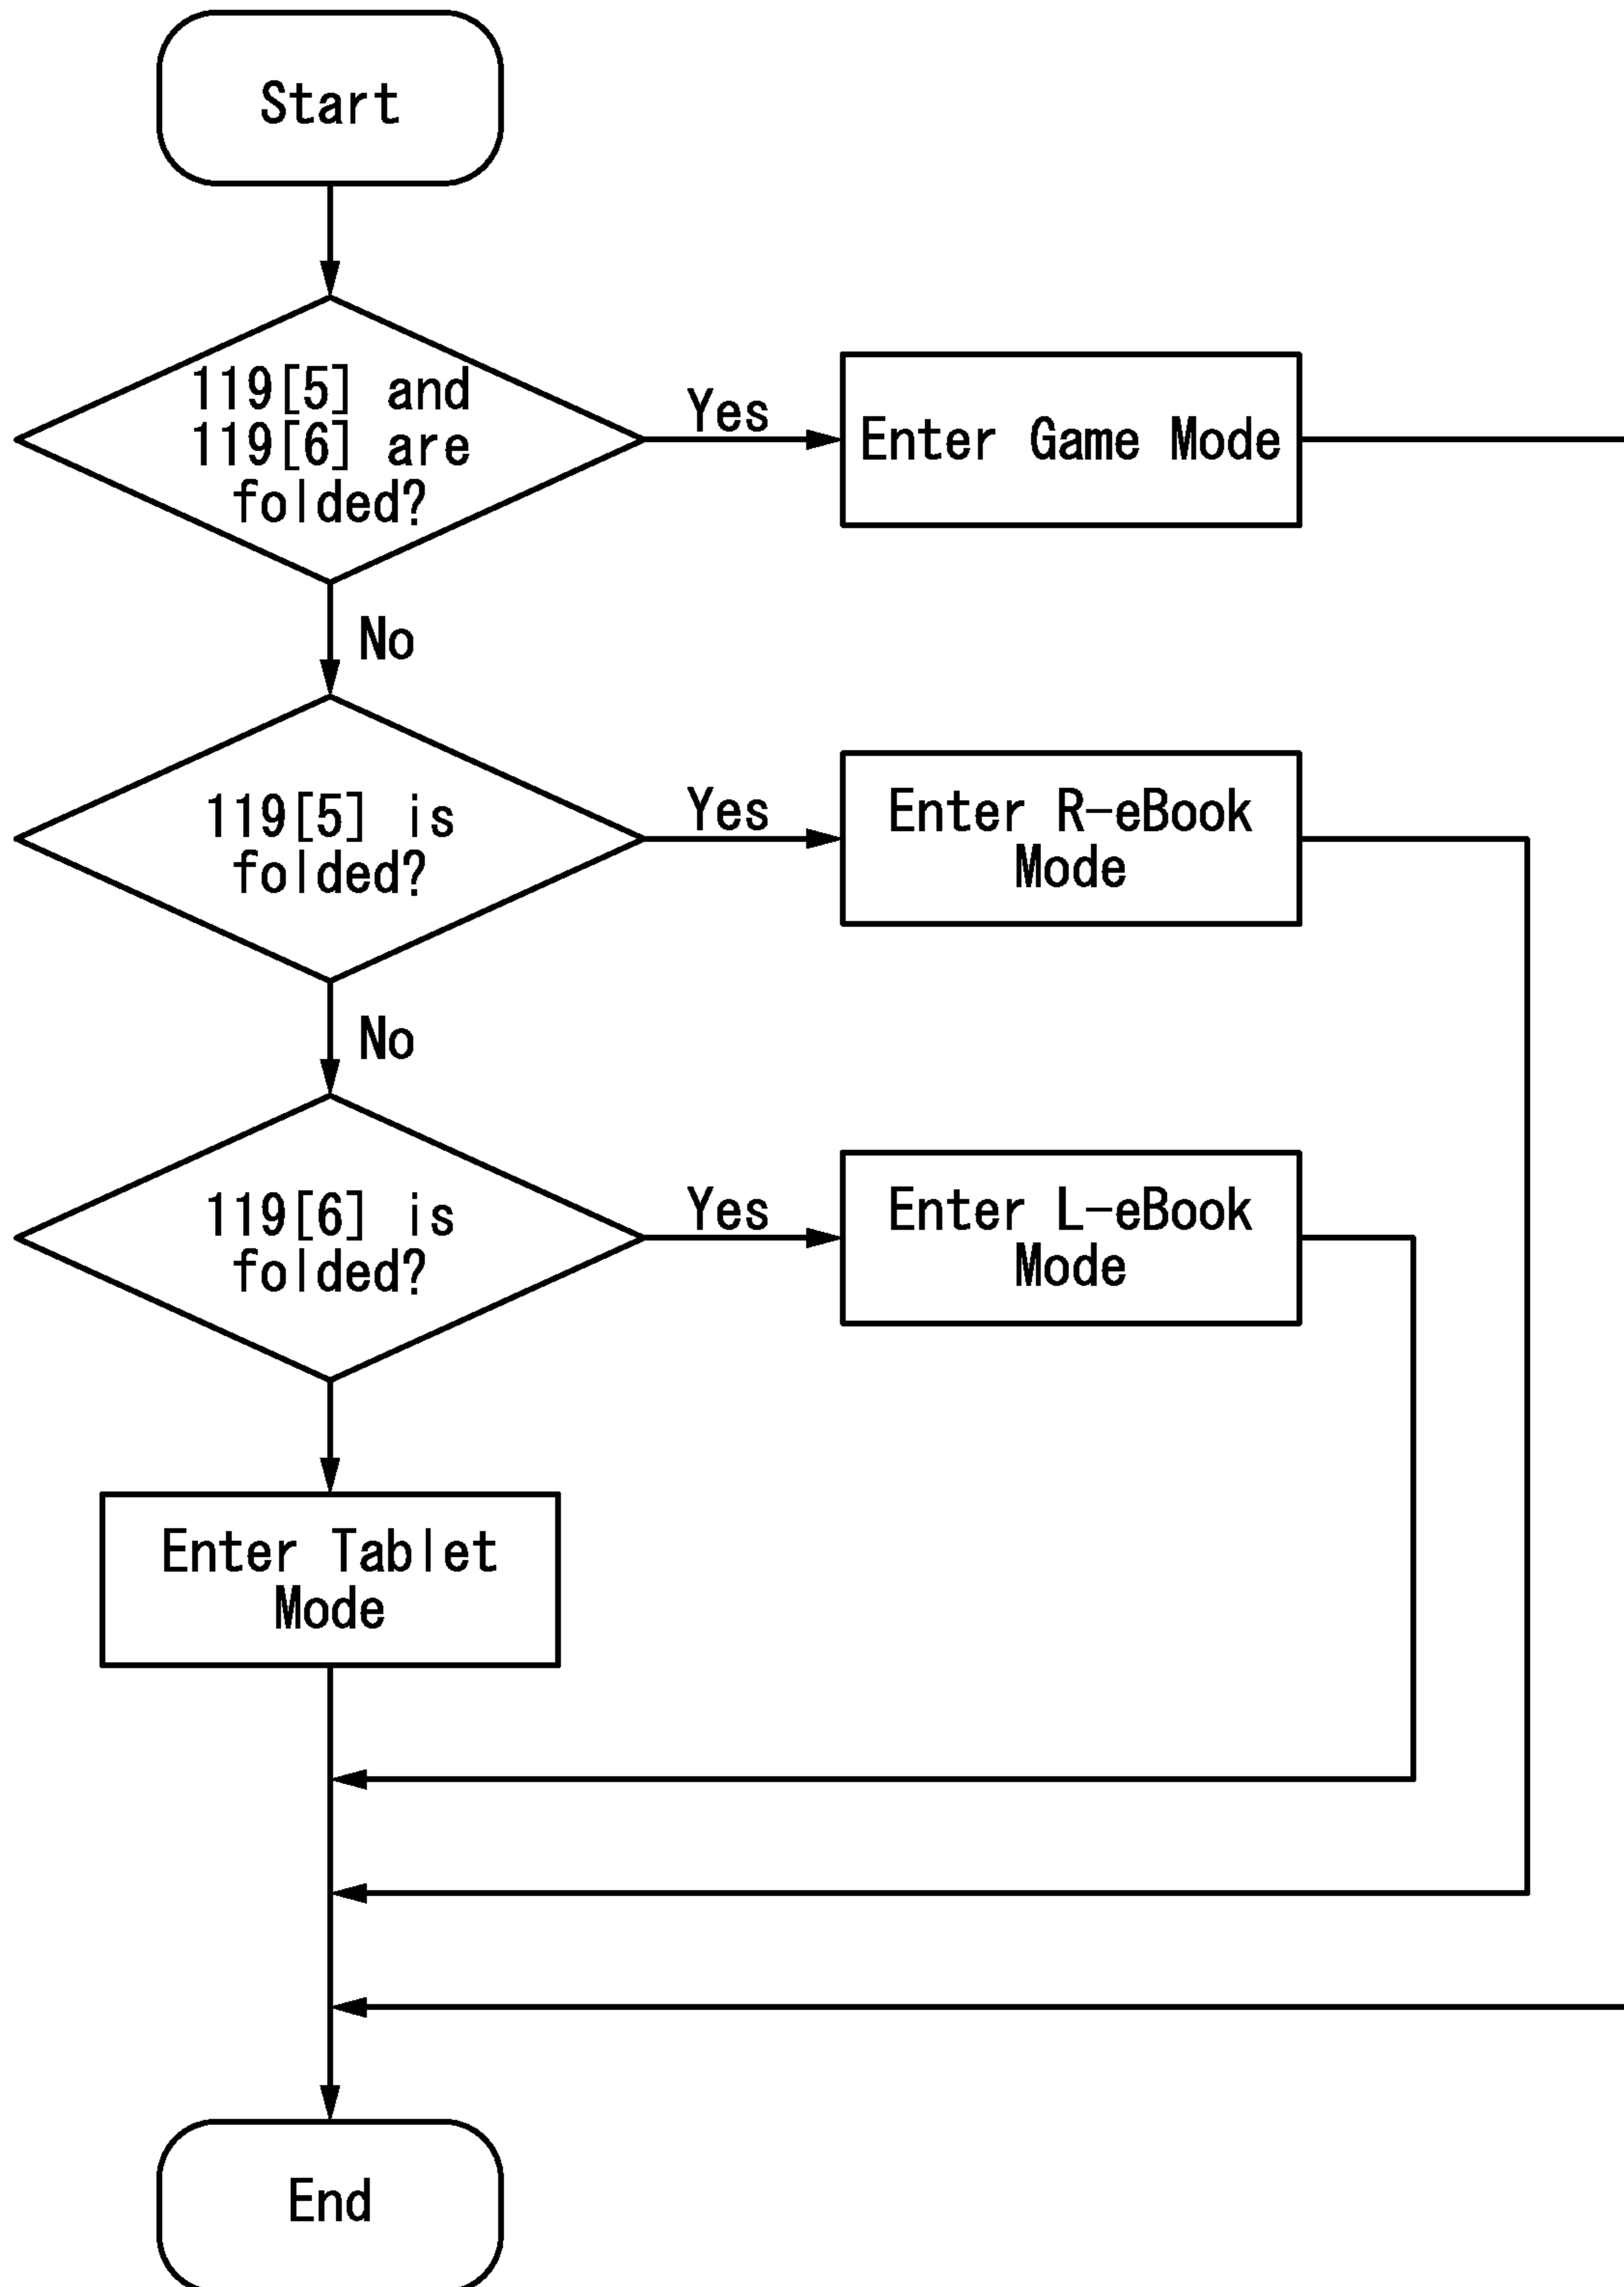 Start
119[5] and
119[6] are
folded?
Yes
Enter Game Mode
No
119[5] is
folded?
Yes
Enter R-eBook
Mode
No
119[6] is
folded?
Yes
Enter L-eBook
Mode
Enter Tablet
Mode
End